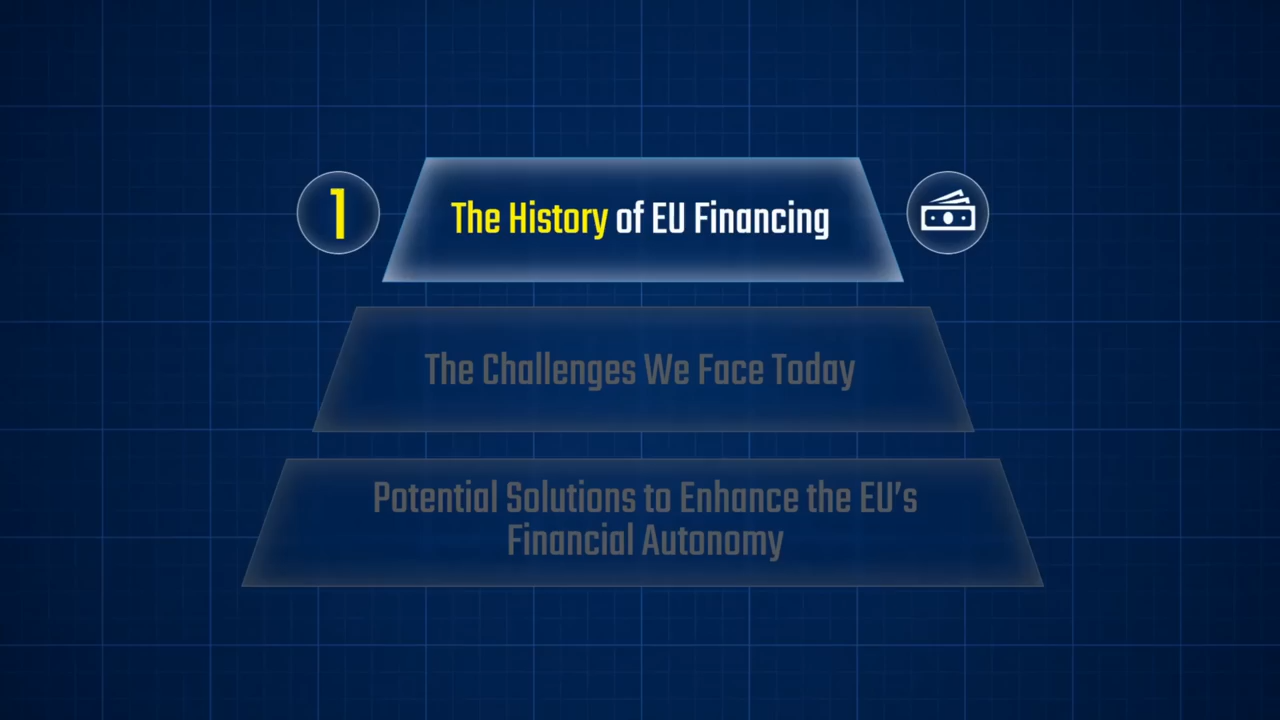 1
The History of EU Financing
The Challenges We Face Today
Potential Solutions to Enhance the EU's
Financial Autonomy